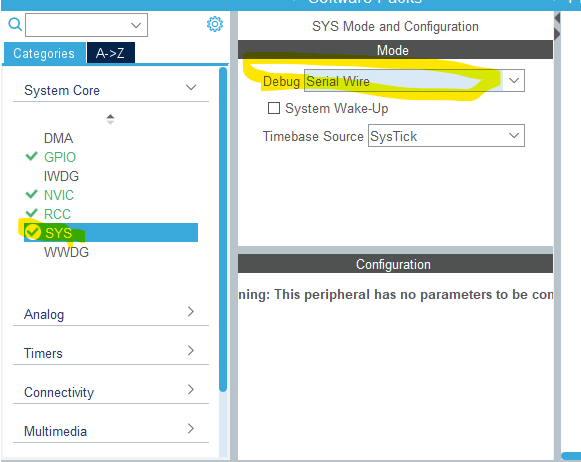 Software Packs
Categories
A->Z
System Core
DMA
GPIO
IWDG
NVIC
RCC
SYS
WWDG
Analog
Timers
Connectivity
Multimedia
SYS Mode and Configuration
Mode
Debug Serial Wire
System Wake-Up
Timebase Source SysTick
Configuration
ning: This peripheral has no parameters to be con